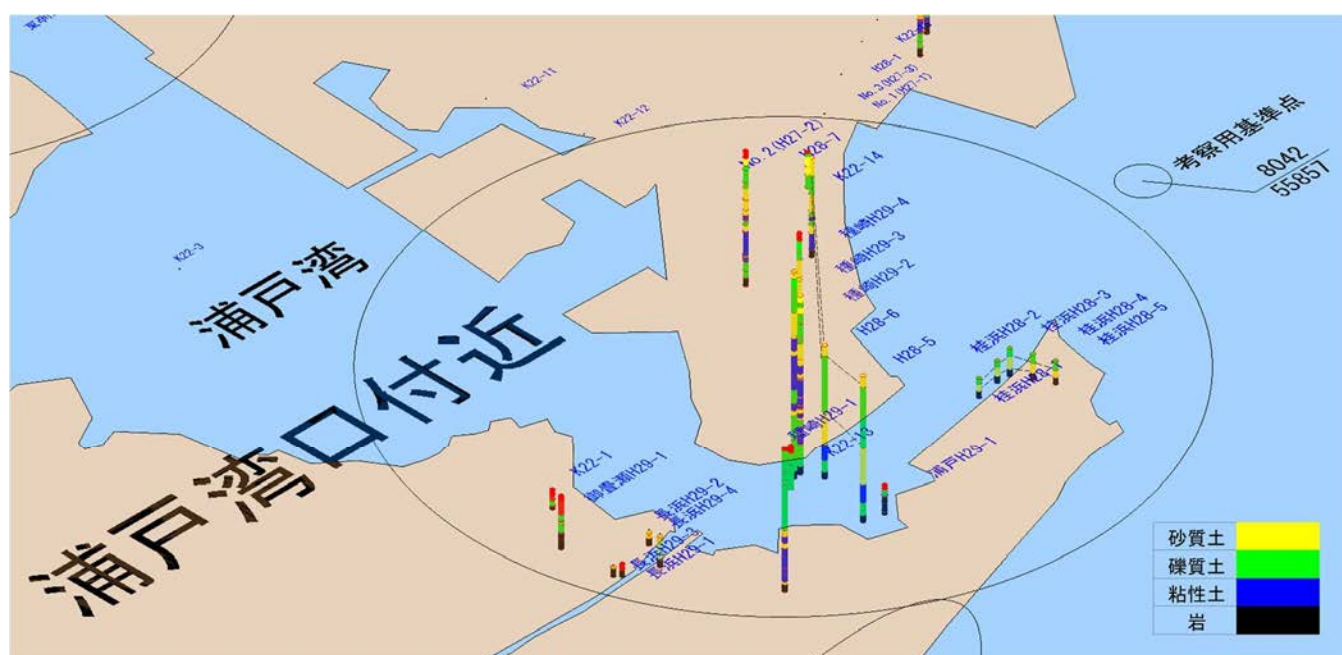 K22-11
K22-12
K22-3
H28-1
No.3(H27-3)
No.1(H27-1)
考察用基準点
8042
55857
No.2(H27-2)
H28-7
K22-14
種崎H29-4
種崎H29-3
種崎H29-2
H28-6
H28-5
浦戸湾
浦戸湾口付近
桂浜H28-2
桂浜H28-3
桂浜H28-4
桂浜H28-5
桂浜H28-1
種崎H29-1
K22-13
浦戸H29-1
K22-1
御畳瀬H29-1
長浜H29-2
長浜H29-4
長浜H29-3
長浜H29-1
砂質土
礫質土
粘性土
岩